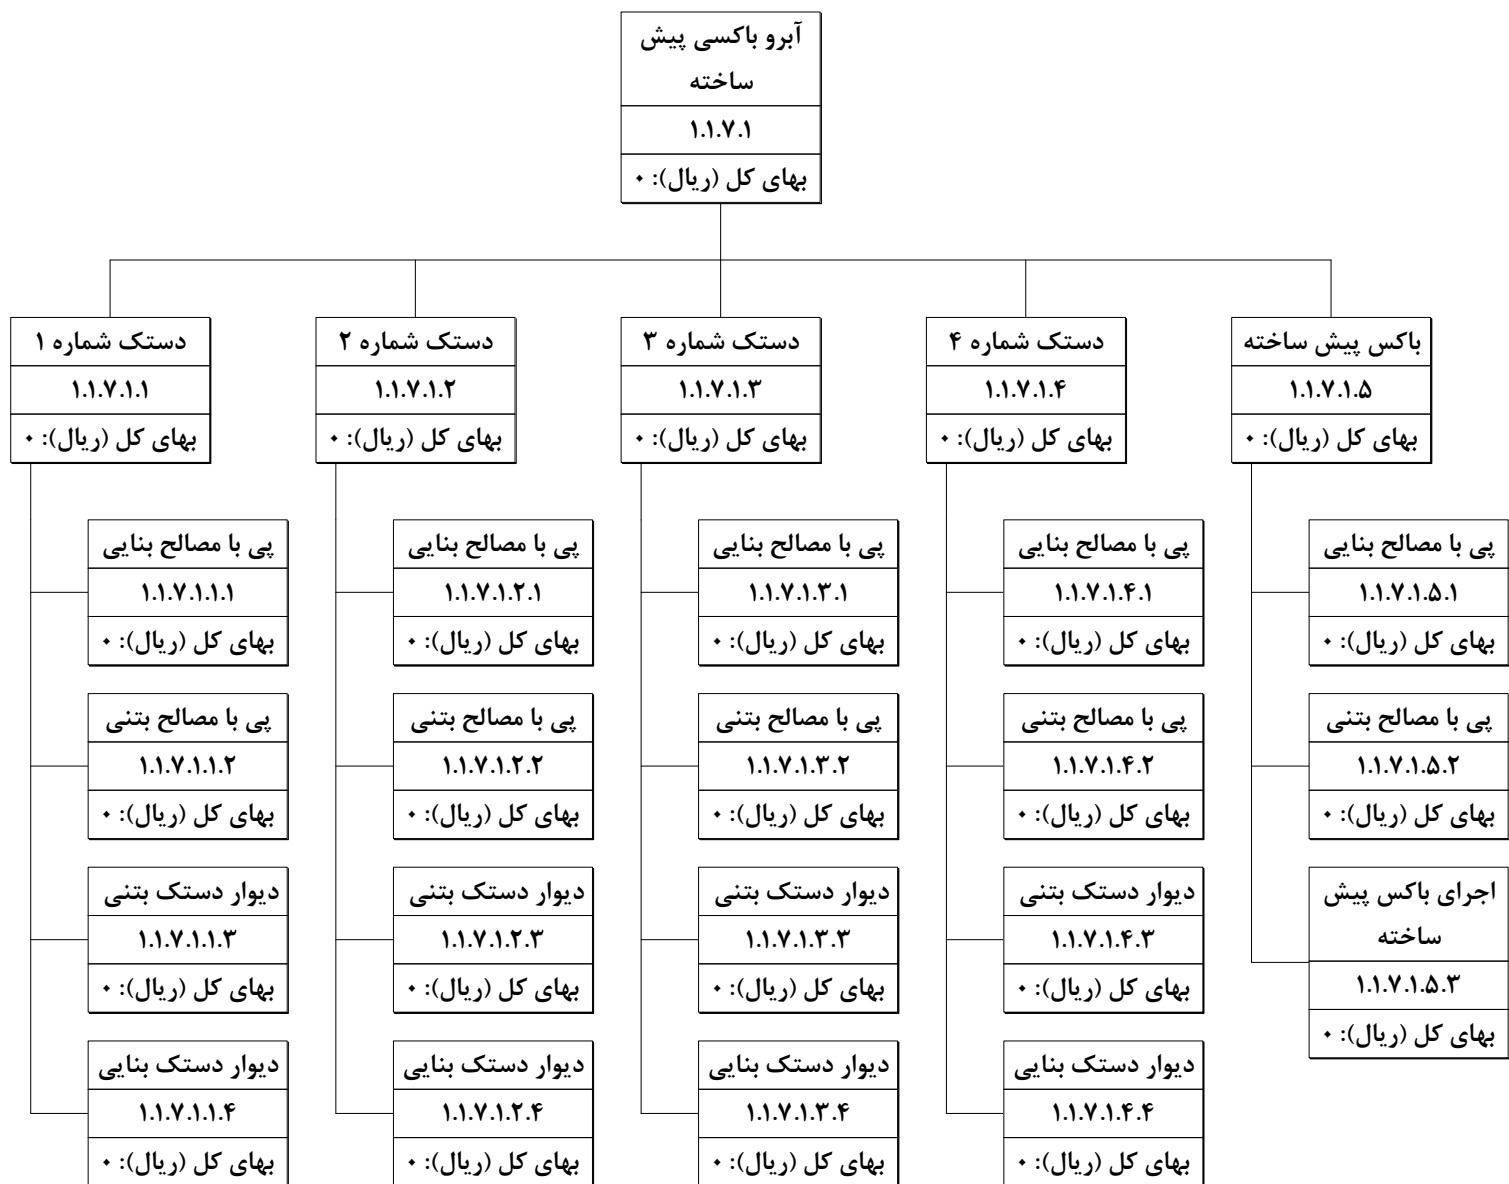 آبرو باکسی پیش
ساخته
۱.۱.۷.۱
بهای کل (ریال): ۰
دستک شماره ۱
۱.۱.۷.۱.۱
بهای کل (ریال): ۰
دستک شماره ۲
۱.۱.۷.۱.۲
بهای کل (ریال): ۰
دستک شماره ۳
۱.۱.۷.۱.۳
بهای کل (ریال): ۰
دستک شماره ۴
۱.۱.۷.۱.۴
بهای کل (ریال): ۰
باکس پیش ساخته
۱.۱.۷.۱.۵
بهای کل (ریال): ۰
پی با مصالح بنایی
۱.۱.۷.۱.۱.۱
بهای کل (ریال): ۰
پی با مصالح بتنی
۱.۱.۷.۱.۱.۲
بهای کل (ریال): ۰
دیوار دستک بتنی
۱.۱.۷.۱.۱.۳
بهای کل (ریال): ۰
دیوار دستک بنایی
۱.۱.۷.۱.۱.۴
بهای کل (ریال): ۰
پی با مصالح بنایی
۱.۱.۷.۱.۲.۱
بهای کل (ریال): ۰
پی با مصالح بتنی
۱.۱.۷.۱.۲.۲
بهای کل (ریال): ۰
دیوار دستک بتنی
۱.۱.۷.۱.۲.۳
بهای کل (ریال): ۰
دیوار دستک بنایی
۱.۱.۷.۱.۲.۴
بهای کل (ریال): ۰
پی با مصالح بنایی
۱.۱.۷.۱.۳.۱
بهای کل (ریال): ۰
پی با مصالح بتنی
۱.۱.۷.۱.۳.۲
بهای کل (ریال): ۰
دیوار دستک بتنی
۱.۱.۷.۱.۳.۳
بهای کل (ریال): ۰
دیوار دستک بنایی
۱.۱.۷.۱.۳.۴
بهای کل (ریال): ۰
پی با مصالح بنایی
۱.۱.۷.۱.۴.۱
بهای کل (ریال): ۰
پی با مصالح بتنی
۱.۱.۷.۱.۴.۲
بهای کل (ریال): ۰
دیوار دستک بتنی
۱.۱.۷.۱.۴.۳
بهای کل (ریال): ۰
دیوار دستک بنایی
۱.۱.۷.۱.۴.۴
بهای کل (ریال): ۰
پی با مصالح بنایی
۱.۱.۷.۱.۵.۱
بهای کل (ریال): ۰
پی با مصالح بتنی
۱.۱.۷.۱.۵.۲
بهای کل (ریال): ۰
اجرای باکس پیش
ساخته
۱.۱.۷.۱.۵.۳
بهای کل (ریال): ۰